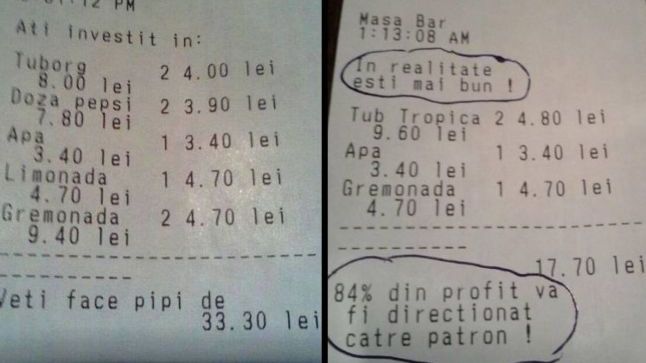 :12 PM
Ati investit in:
Tuborg 2 4.00 lei
8.00 lei
Doza pepsi 2 3.90 lei
7.80 lei
Apa 1 3.40 lei
3.40 lei
Limonada 1 4.70 lei
4.70 lei
Gremonada 2 4.70 lei
9.40 lei
Veti face pipi de
33.30 lei
Masa Bar
1:13:08 AM
In realitate
esti mai bun !
Tub Tropica 2 4.80 lei
9.60 lei
Apa 1 3.40 lei
3.40 lei
Gremonada 1 4.70 lei
4.70 lei
17.70 lei
84% din profit va
fi directionat
catre patron !